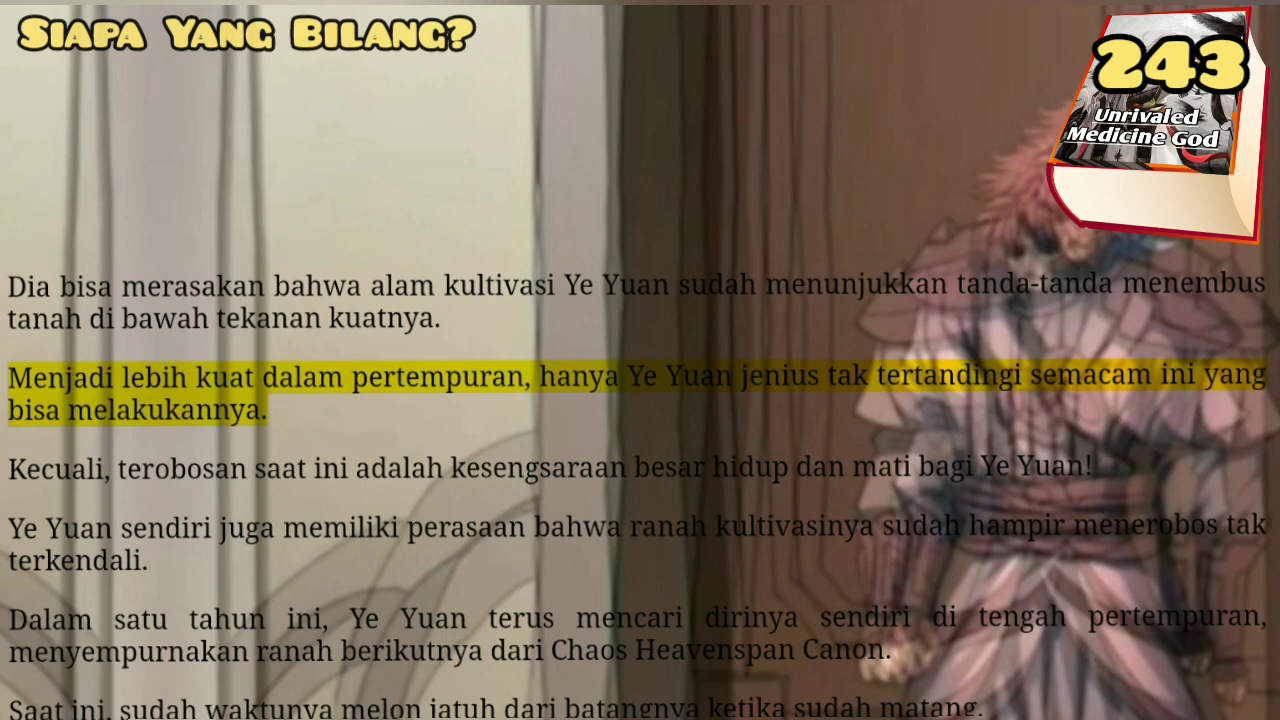 Siapa Yang Bilang?
243
Unrivaled
Medicine God
Dia bisa merasakan bahwa alam kultivasi Ye Yuan sudah menunjukkan tanda-tanda menembus
tanah di bawah tekanan kuatnya.
Menjadi lebih kuat dalam pertempuran, hanya Ye Yuan jenius tak tertandingi semacam ini yang
bisa melakukannya.
Kecuali, terobosan saat ini adalah kesengsaraan besar hidup dan mati bagi Ye Yuan!
Ye Yuan sendiri juga memiliki perasaan bahwa ranah kultivasinya sudah hampir menerobos tak
terkendali.
Dalam satu tahun ini, Ye Yuan terus mencari dirinya sendiri di tengah pertempuran,
menyempurnakan ranah berikutnya dari Chaos Heavenspan Canon.
Saat ini, sudah waktunya melon jatuh dari batangnya ketika sudah matang.